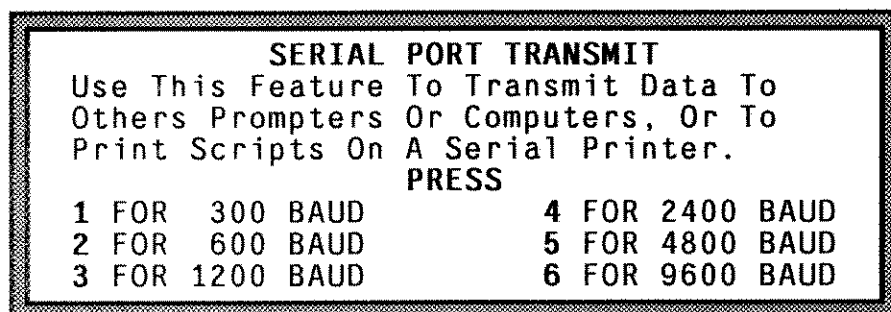 SERIAL PORT TRANSMIT
Use This Feature To Transmit Data To
Others Prompters Or Computers, Or To
Print Scripts On A Serial Printer.
PRESS
1 FOR 300 BAUD 4 FOR 2400 BAUD
2 FOR 600 BAUD 5 FOR 4800 BAUD
3 FOR 1200 BAUD 6 FOR 9600 BAUD